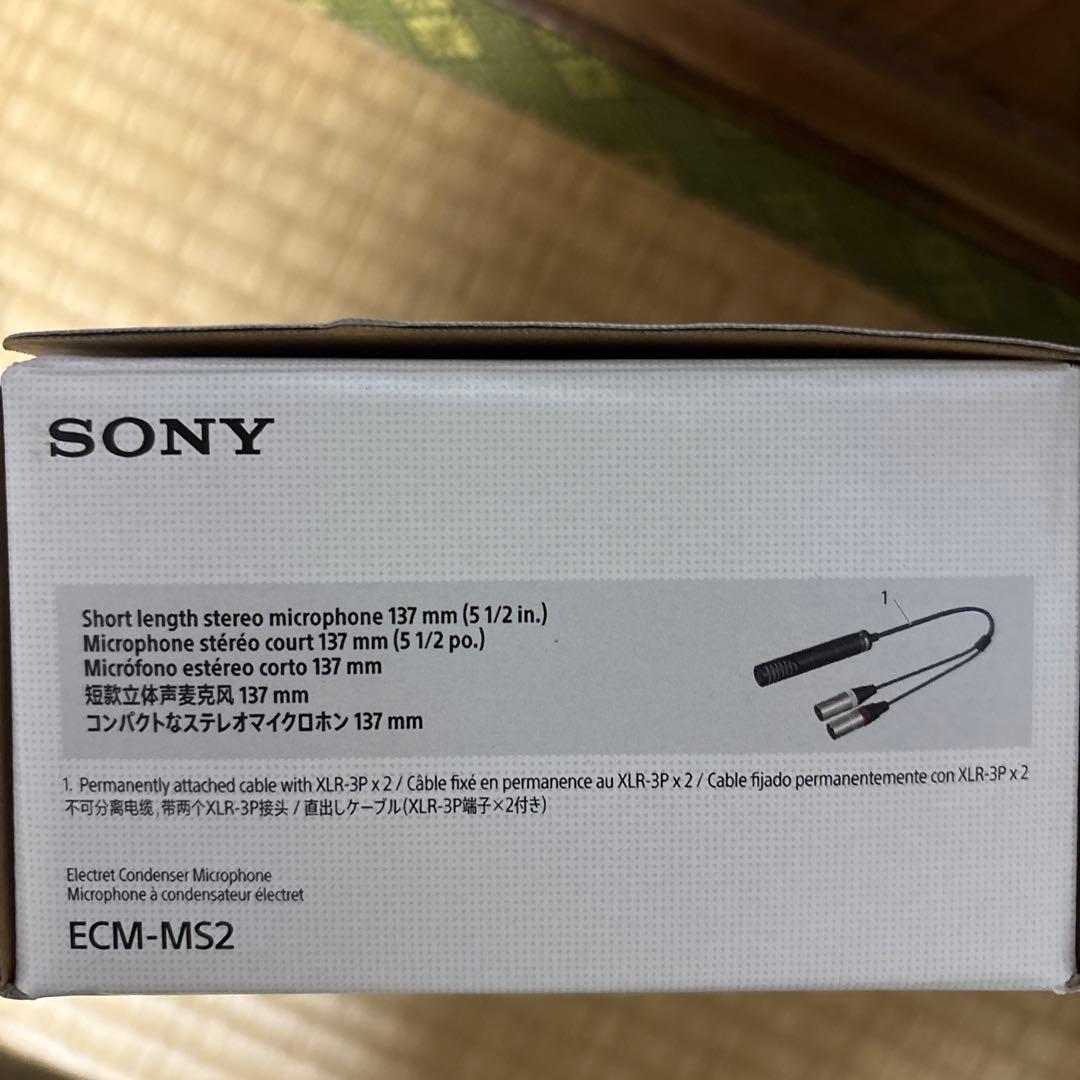 SONY
Short length stereo microphone 137 mm (5 1/2 in.)
Microphone stéréo court 137 mm (5 1/2 po.)
Micrófono estéreo corto 137 mm
短款立体声麦克风 137 mm
コンパクトなステレオマイクロホン 137 mm
1
1. Permanently attached cable with XLR-3P x 2 / Câble fixé en permanence au XLR-3P x 2 / Cable fijado permanentemente con XLR-3P x 2
不可分离电缆,带两个XLR-3P接头 / 直出しケーブル(XLR-3P端子×2付き)
Electret Condenser Microphone
Microphone à condensateur électret
ECM-MS2